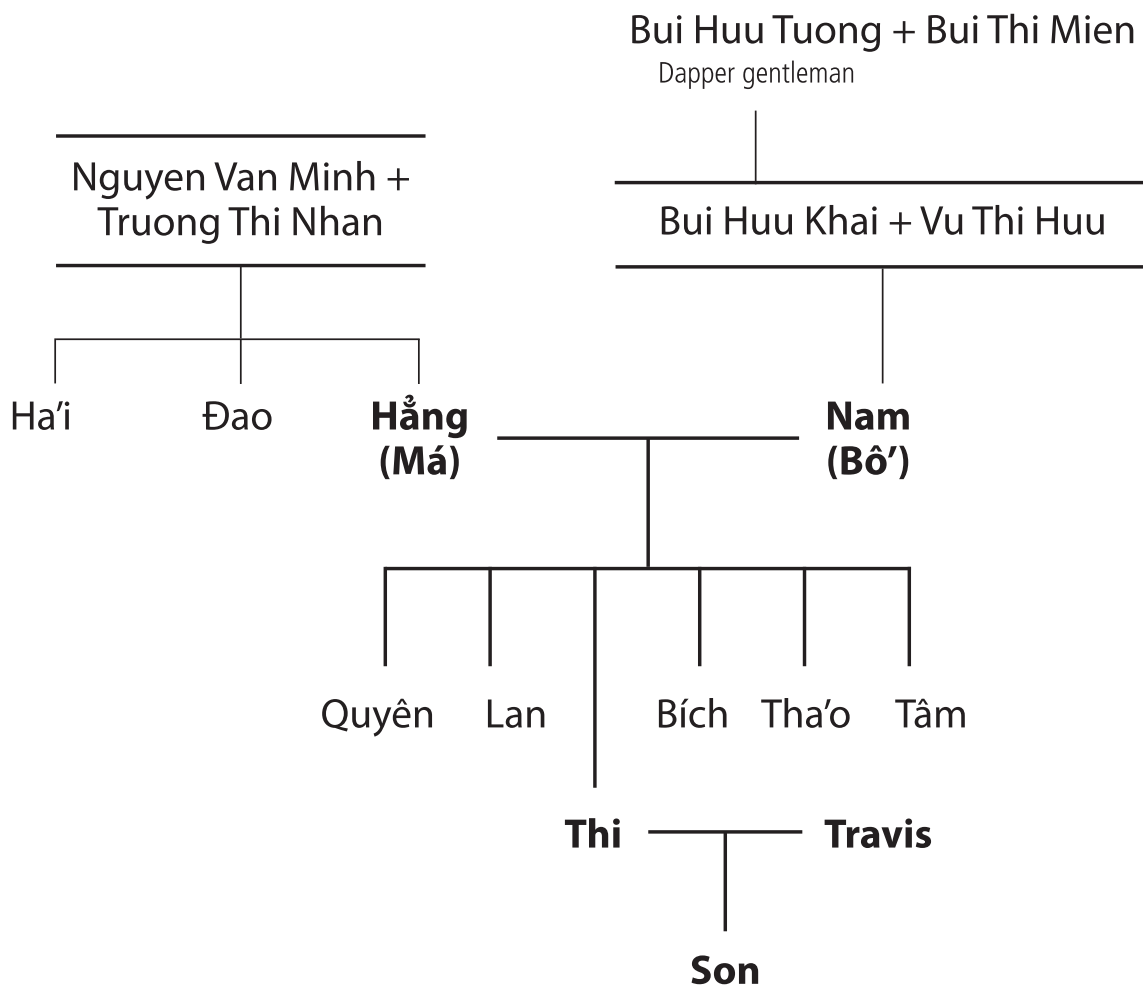 Bui Huu Tuong + Bui Thi Mien
Dapper gentleman
Nguyen Van Minh +
Truong Thi Nhan
Bui Huu Khai + Vu Thi Huu
Ha’i
Đao
Hẳng
(Má)
Nam
(Bô’)
Quyên
Lan
Bích
Tha’o
Tâm
Thi
Travis
Son